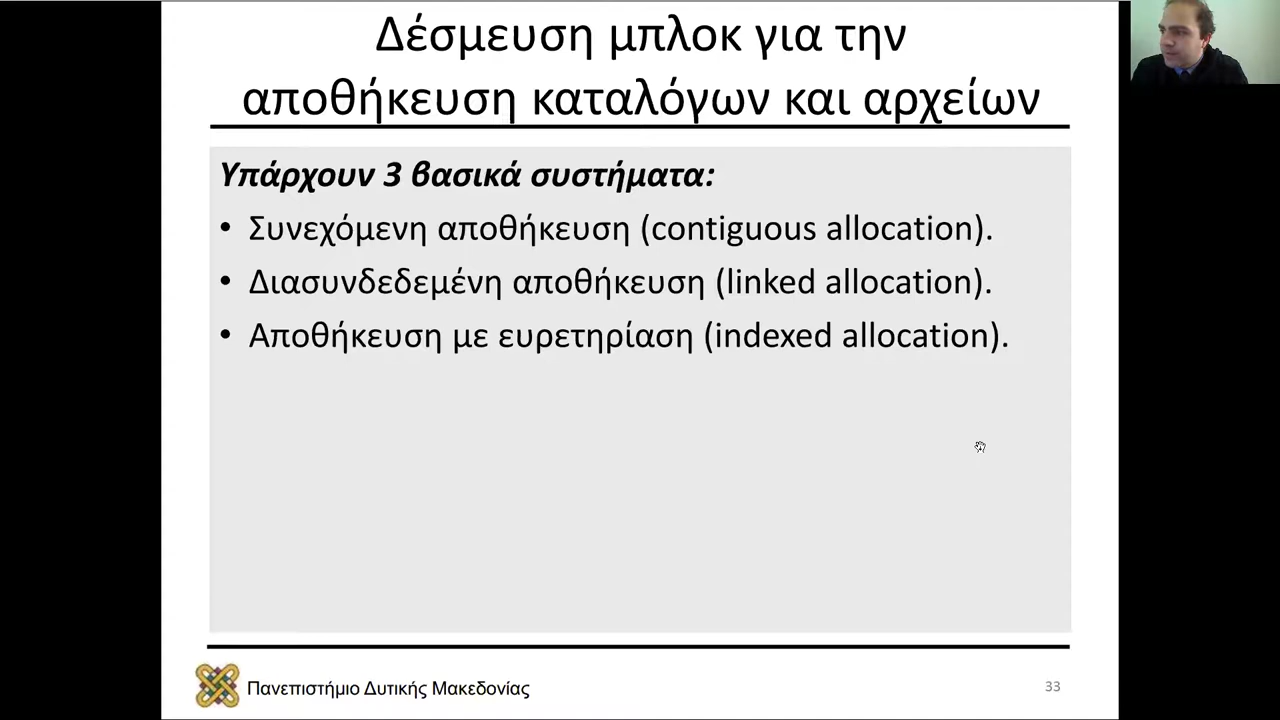 Δέσμευση μπλοκ για την
αποθήκευση καταλόγων και αρχείων
Υπάρχουν 3 βασικά συστήματα:
• Συνεχόμενη αποθήκευση (contiguous allocation).
• Διασυνδεδεμένη αποθήκευση (linked allocation).
• Αποθήκευση με ευρετηρίαση (indexed allocation).
Πανεπιστήμιο Δυτικής Μακεδονίας
33